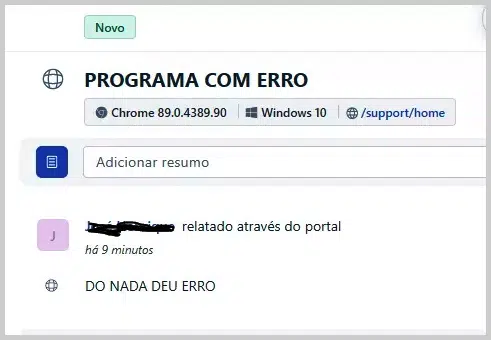 Novo
PROGRAMA COM ERRO
Chrome 89.0.4389.90 Windows 10 /support/home
Adicionar resumo
J relatado através do portal
há 9 minutos
DO NADA DEU ERRO